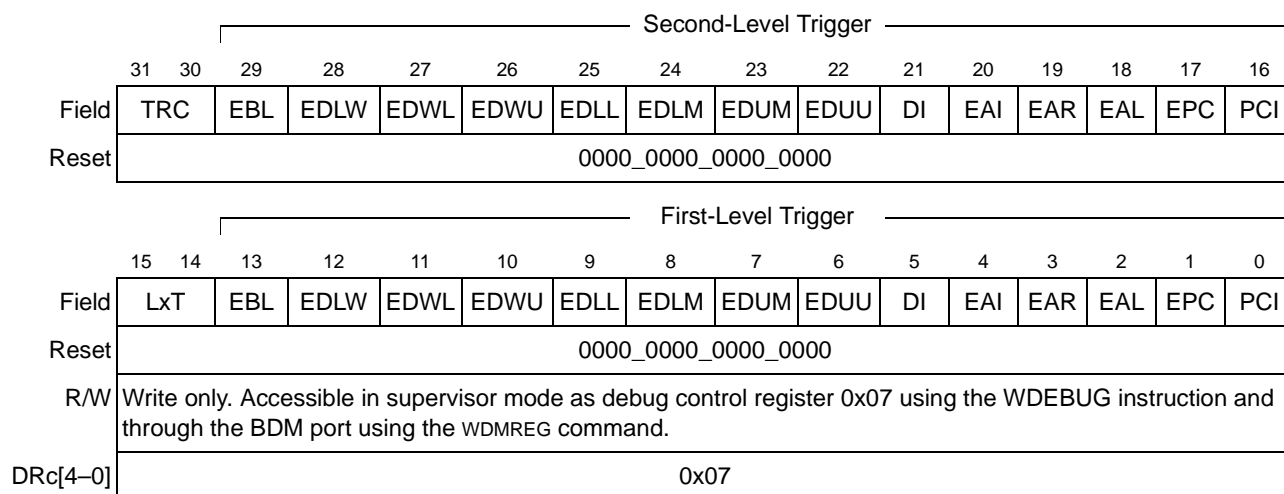 Second-Level Trigger
31 30 29 28 27 26 25 24 23 22 21 20 19 18 17 16
Field TRC EBL EDLW EDWL EDWU EDLL EDLM EDUM EDUU DI EAI EAR EAL EPC PCI
Reset 0000_0000_0000_0000
First-Level Trigger
15 14 13 12 11 10 9 8 7 6 5 4 3 2 1 0
Field LxT EBL EDLW EDWL EDWU EDLL EDLM EDUM EDUU DI EAI EAR EAL EPC PCI
Reset 0000_0000_0000_0000
R/W Write only. Accessible in supervisor mode as debug control register 0x07 using the WDEBUG instruction and
through the BDM port using the WDMREG command.
DRc[4–0] 0x07